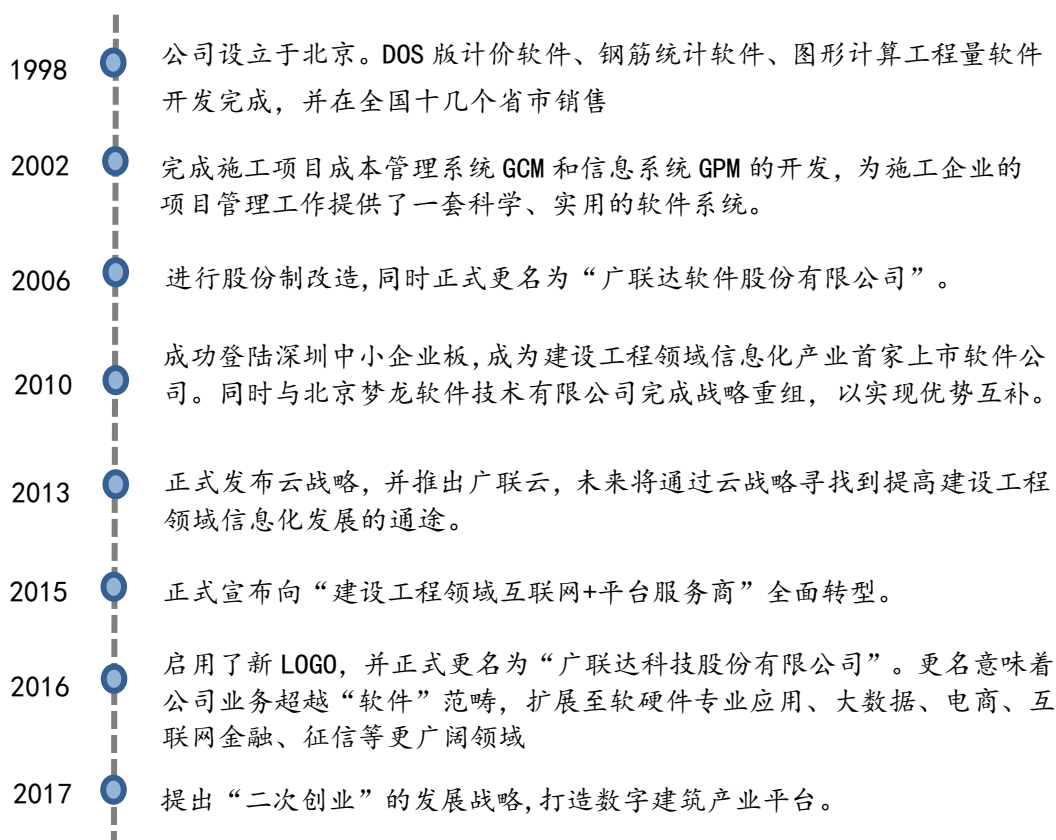 1998
公司设立于北京。DOS 版计价软件、钢筋统计软件、图形计算工程量软件
开发完成，并在全国十几个省市销售
2002
完成施工项目成本管理系统 GCM 和信息系统 GPM 的开发，为施工企业的
项目管理工作提供了一套科学、实用的软件系统。
2006
进行股份制改造,同时正式更名为“广联达软件股份有限公司”。
2010
成功登陆深圳中小企业板,成为建设工程领域信息化产业首家上市软件公
司。同时与北京梦龙软件技术有限公司完成战略重组，以实现优势互补。
2013
正式发布云战略，并推出广联云，未来将通过云战略寻找到提高建设工程
领域信息化发展的通途。
2015
正式宣布向“建设工程领域互联网+平台服务商”全面转型。
2016
启用了新 LOGO，并正式更名为“广联达科技股份有限公司”。更名意味着
公司业务超越“软件”范畴，扩展至软硬件专业应用、大数据、电商、互
联网金融、征信等更广阔领域
2017
提出“二次创业”的发展战略,打造数字建筑产业平台。